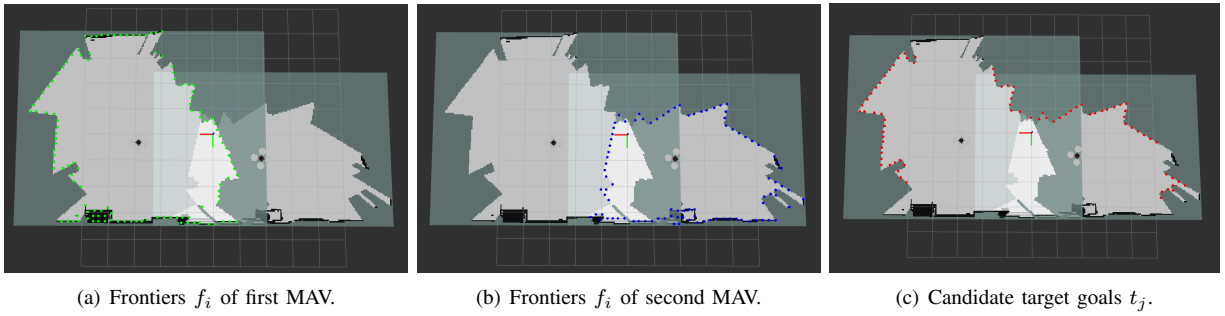 (a) Frontiers f_i of first MAV.
(b) Frontiers f_i of second MAV.
(c) Candidate target goals t_j.